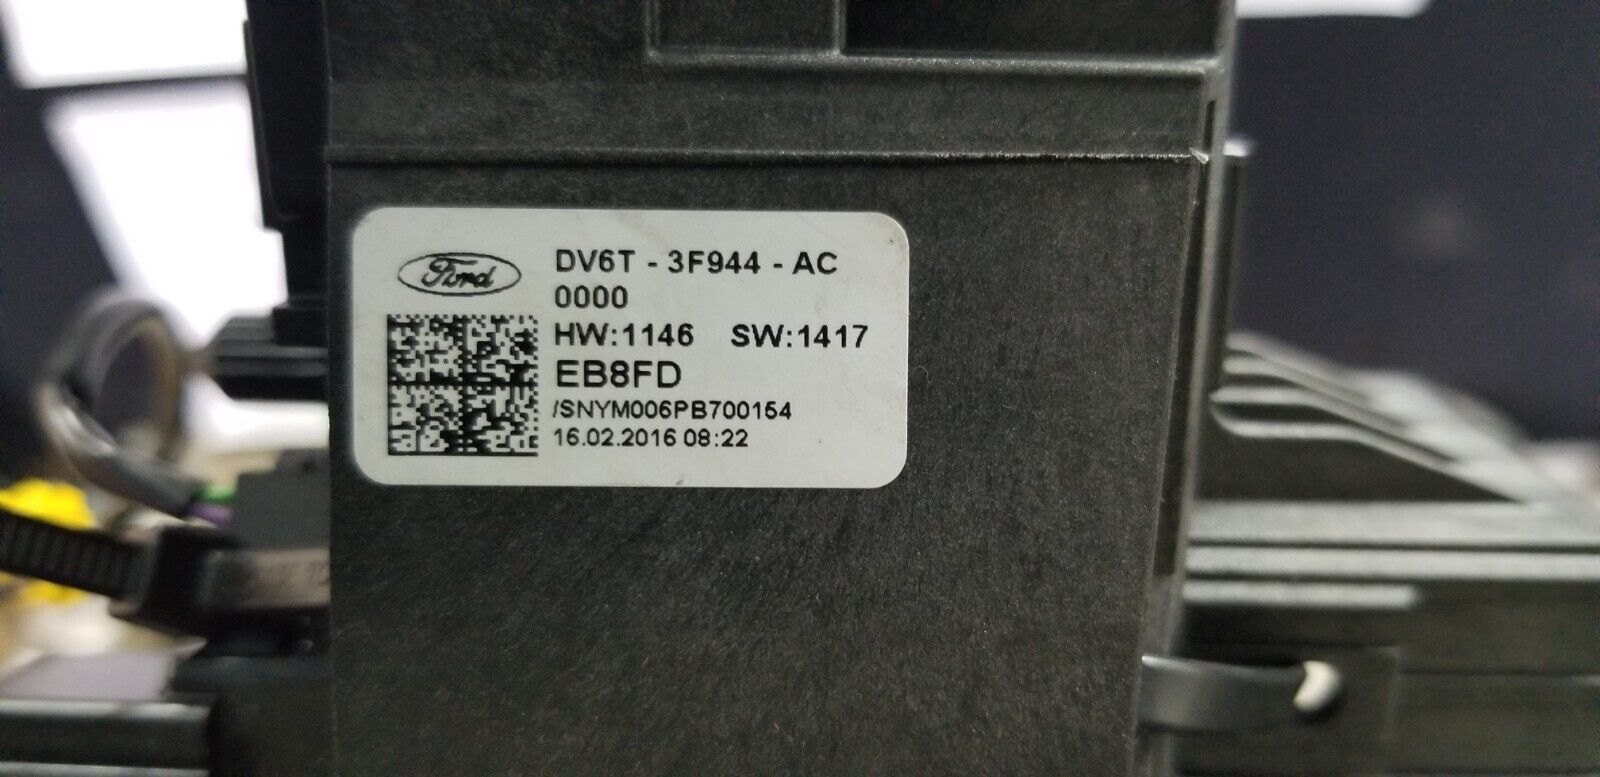 Ford
DV6T - 3F944 - AC
0000
HW:1146 SW:1417
EB8FD
/SNYM006PB700154
16.02.2016 08:22